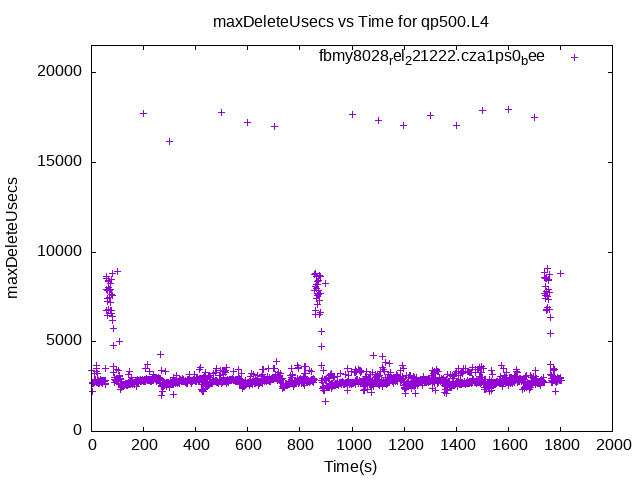 maxDeleteUsecs vs Time for qp500.L4
fbmy8028rel221222.cza1ps0bee
maxDeleteUsecs
20000
15000
10000
5000
0
0 200 400 600 800 1000 1200 1400 1600 1800 2000
Time(s)